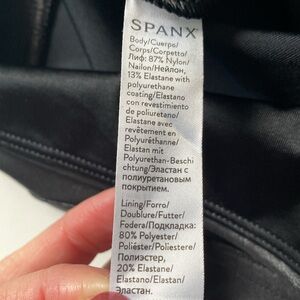 SPANX
Body/Cuerpo/
Corps/Corpetto/
Лиф: 87% Nylon/
Nailon/Нейлон,
13% Elastane with
polyurethane
coating/Elastano
con revestimiento
de poliuretano/
Elastane avec
revêtement en
Polyuréthanne/
Elastan mit
Polyurethan-Beschi
chtung/Эластан с
полиуретановым
покрытием.
Lining/Forro/
Doublure/Futter/
Fodera/Подкладка:
80% Polyester/
Poliéster/Poliestere/
Полиэстер,
20% Elastane/
Elastano/Elastan/
Эластан.